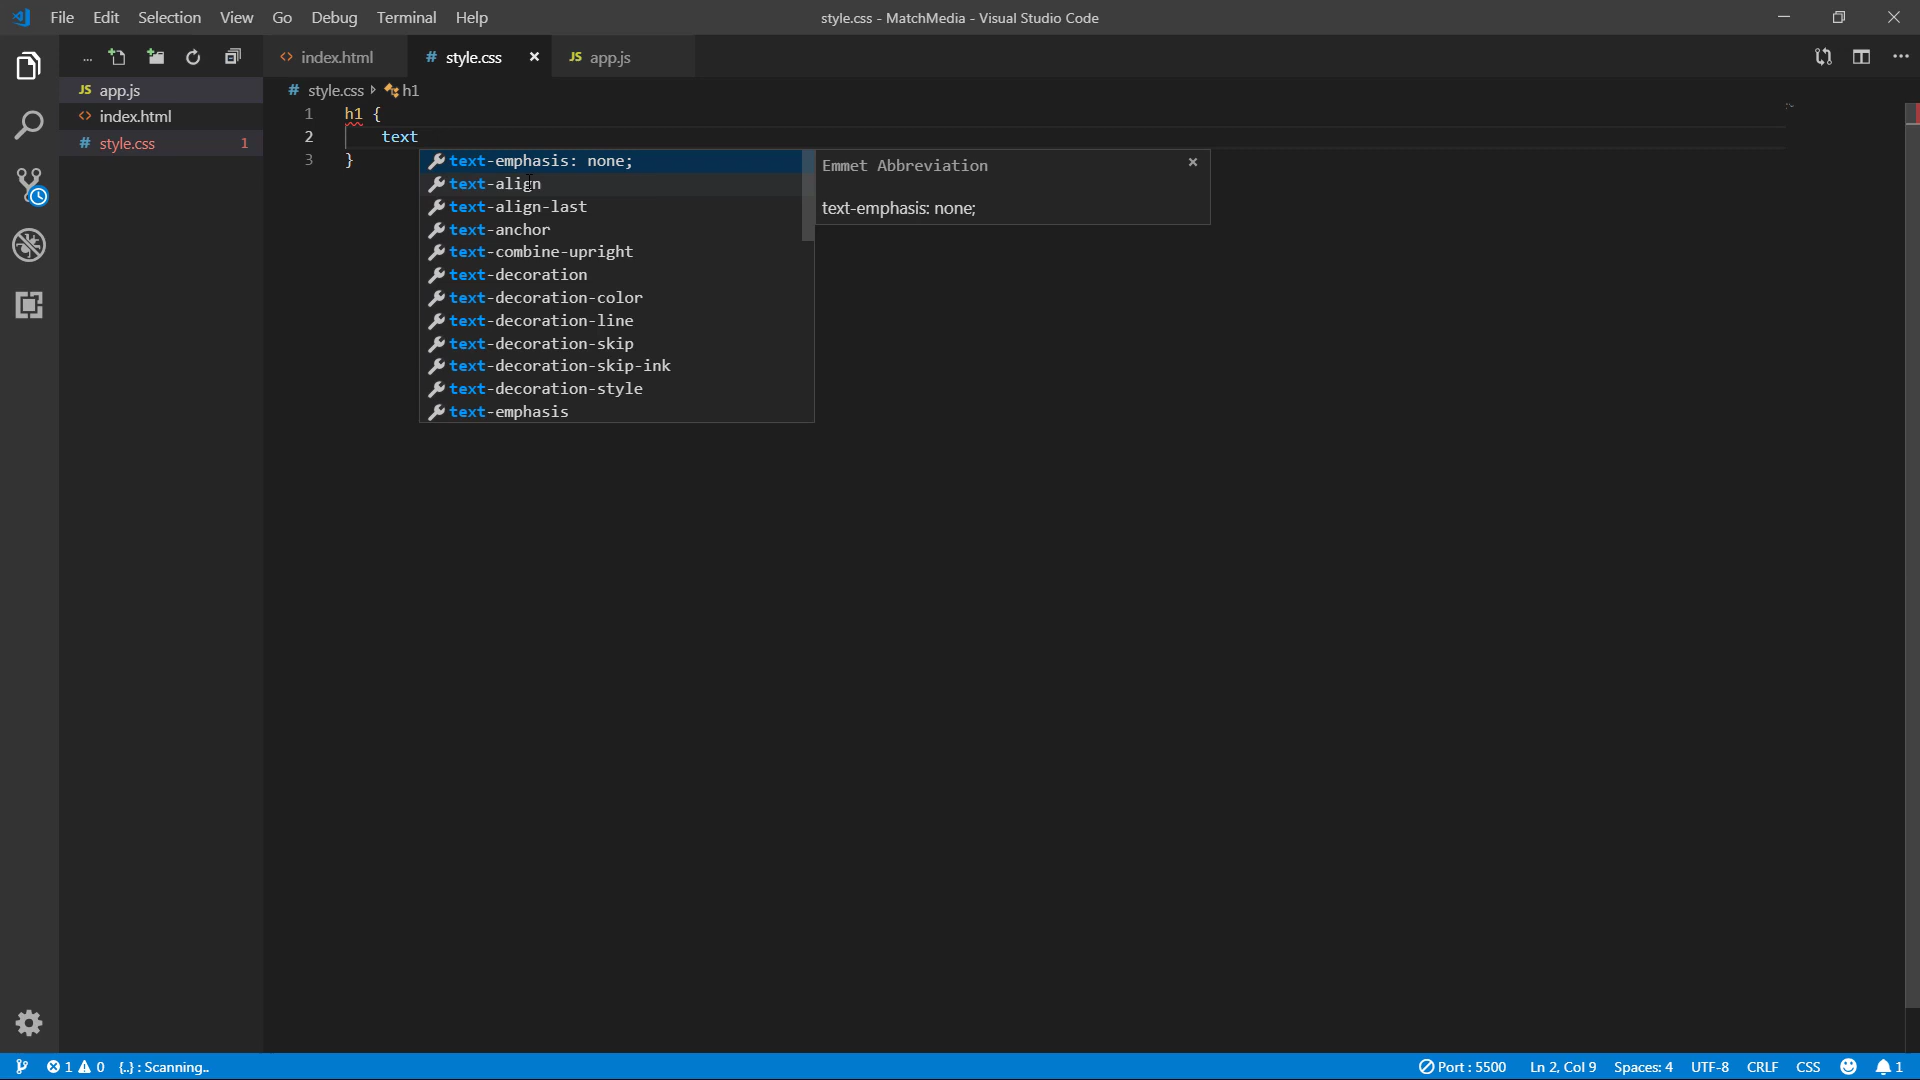 File Edit Selection View Go Debug Terminal Help
style.css - MatchMedia - Visual Studio Code
...
index.html
# style.css
JS app.js
JS app.js
<> index.html
# style.css 1
# style.css h1
1 h1 {
2 text
3 }
text-emphasis: none;
text-align
text-align-last
text-anchor
text-combine-upright
text-decoration
text-decoration-color
text-decoration-line
text-decoration-skip
text-decoration-skip-ink
text-decoration-style
text-emphasis
Emmet Abbreviation
text-emphasis: none;
1 0 {..} : Scanning..
Port : 5500 Ln 2, Col 9 Spaces: 4 UTF-8 CRLF CSS 1